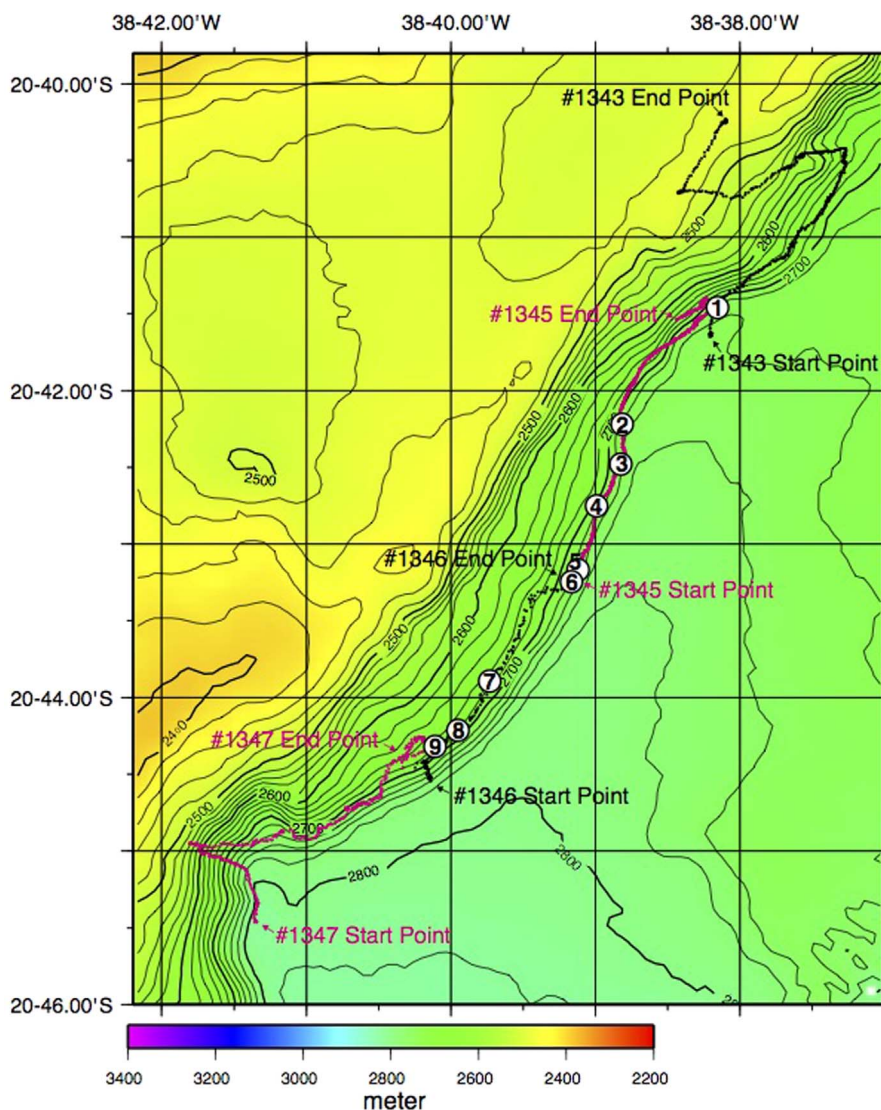 38-42.00'W 38-40.00'W 38-38.00'W
20-40.00'S
#1343 End Point
2500
2600
2700
#1345 End Point
1
#1343 Start Point
20-42.00'S
2600
2500
2
3
2500
4
#1346 End Point
5
6
#1345 Start Point
2500
2600
7
2700
20-44.00'S
8
#1347 End Point
9
2600
#1346 Start Point
2500
2700
2800
2800
#1347 Start Point
20-46.00'S
3400 3200 3000 2800 2600 2400 2200
meter